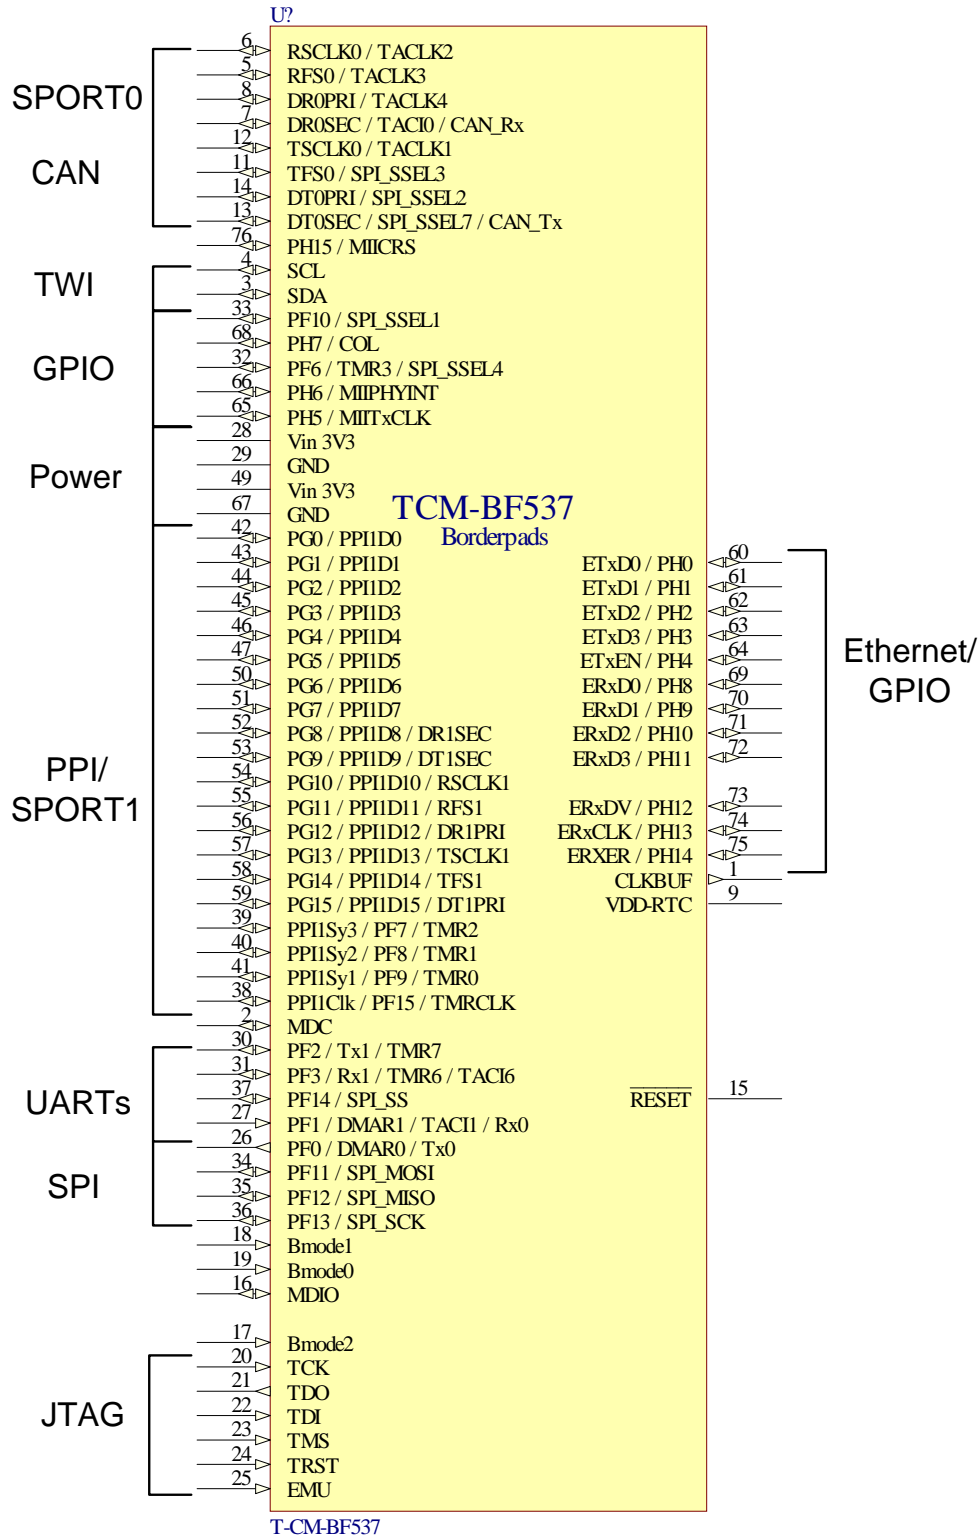 U?
6 RSCLK0 / TACLK2
5 RFS0 / TACLK3
SPORT0
8 DR0PRI / TACLK4
7 DR0SEC / TACI0 / CAN_Rx
12 TSCLK0 / TACLK1
CAN
11 TFS0 / SPI_SSEL3
14 DT0PRI / SPI_SSEL2
13 DT0SEC / SPI_SSEL7 / CAN_Tx
76 PH15 / MIICRS
TWI
4 SCL
3 SDA
33 PF10 / SPI_SSEL1
68 PH7 / COL
GPIO
32 PF6 / TMR3 / SPI_SSEL4
66 PH6 / MIIPHYINT
65 PH5 / MIITxCLK
28 Vin 3V3
Power
29 GND
49 Vin 3V3
67 GND
TCM-BF537
Borderpads
42 PG0 / PPI1D0
43 PG1 / PPI1D1
44 PG2 / PPI1D2
45 PG3 / PPI1D3
46 PG4 / PPI1D4
47 PG5 / PPI1D5
50 PG6 / PPI1D6
51 PG7 / PPI1D7
52 PG8 / PPI1D8 / DR1SEC
53 PG9 / PPI1D9 / DT1SEC
PPI/
SPORT1
54 PG10 / PPI1D10 / RSCLK1
55 PG11 / PPI1D11 / RFS1
56 PG12 / PPI1D12 / DR1PRI
57 PG13 / PPI1D13 / TSCLK1
58 PG14 / PPI1D14 / TFS1
59 PG15 / PPI1D15 / DT1PRI
39 PPI1Sy3 / PF7 / TMR2
40 PPI1Sy2 / PF8 / TMR1
41 PPI1Sy1 / PF9 / TMR0
38 PPI1Clk / PF15 / TMRCLK
2 MDC
30 PF2 / Tx1 / TMR7
31 PF3 / Rx1 / TMR6 / TACI6
UARTs
37 PF14 / SPI_SS
27 PF1 / DMAR1 / TACI1 / Rx0
26 PF0 / DMAR0 / Tx0
34 PF11 / SPI_MOSI
SPI
35 PF12 / SPI_MISO
36 PF13 / SPI_SCK
18 Bmode1
19 Bmode0
16 MDIO
17 Bmode2
20 TCK
21 TDO
JTAG
22 TDI
23 TMS
24 TRST
25 EMU
ETxD0 / PH0 60
ETxD1 / PH1 61
ETxD2 / PH2 62
ETxD3 / PH3 63
ETxEN / PH4 64
ERxD0 / PH8 69
ERxD1 / PH9 70
ERxD2 / PH10 71
ERxD3 / PH11 72
Ethernet/
GPIO
ERxDV / PH12 73
ERxCLK / PH13 74
ERXER / PH14 75
CLKBUF 1
VDD-RTC 9
RESET 15
T-CM-BF537